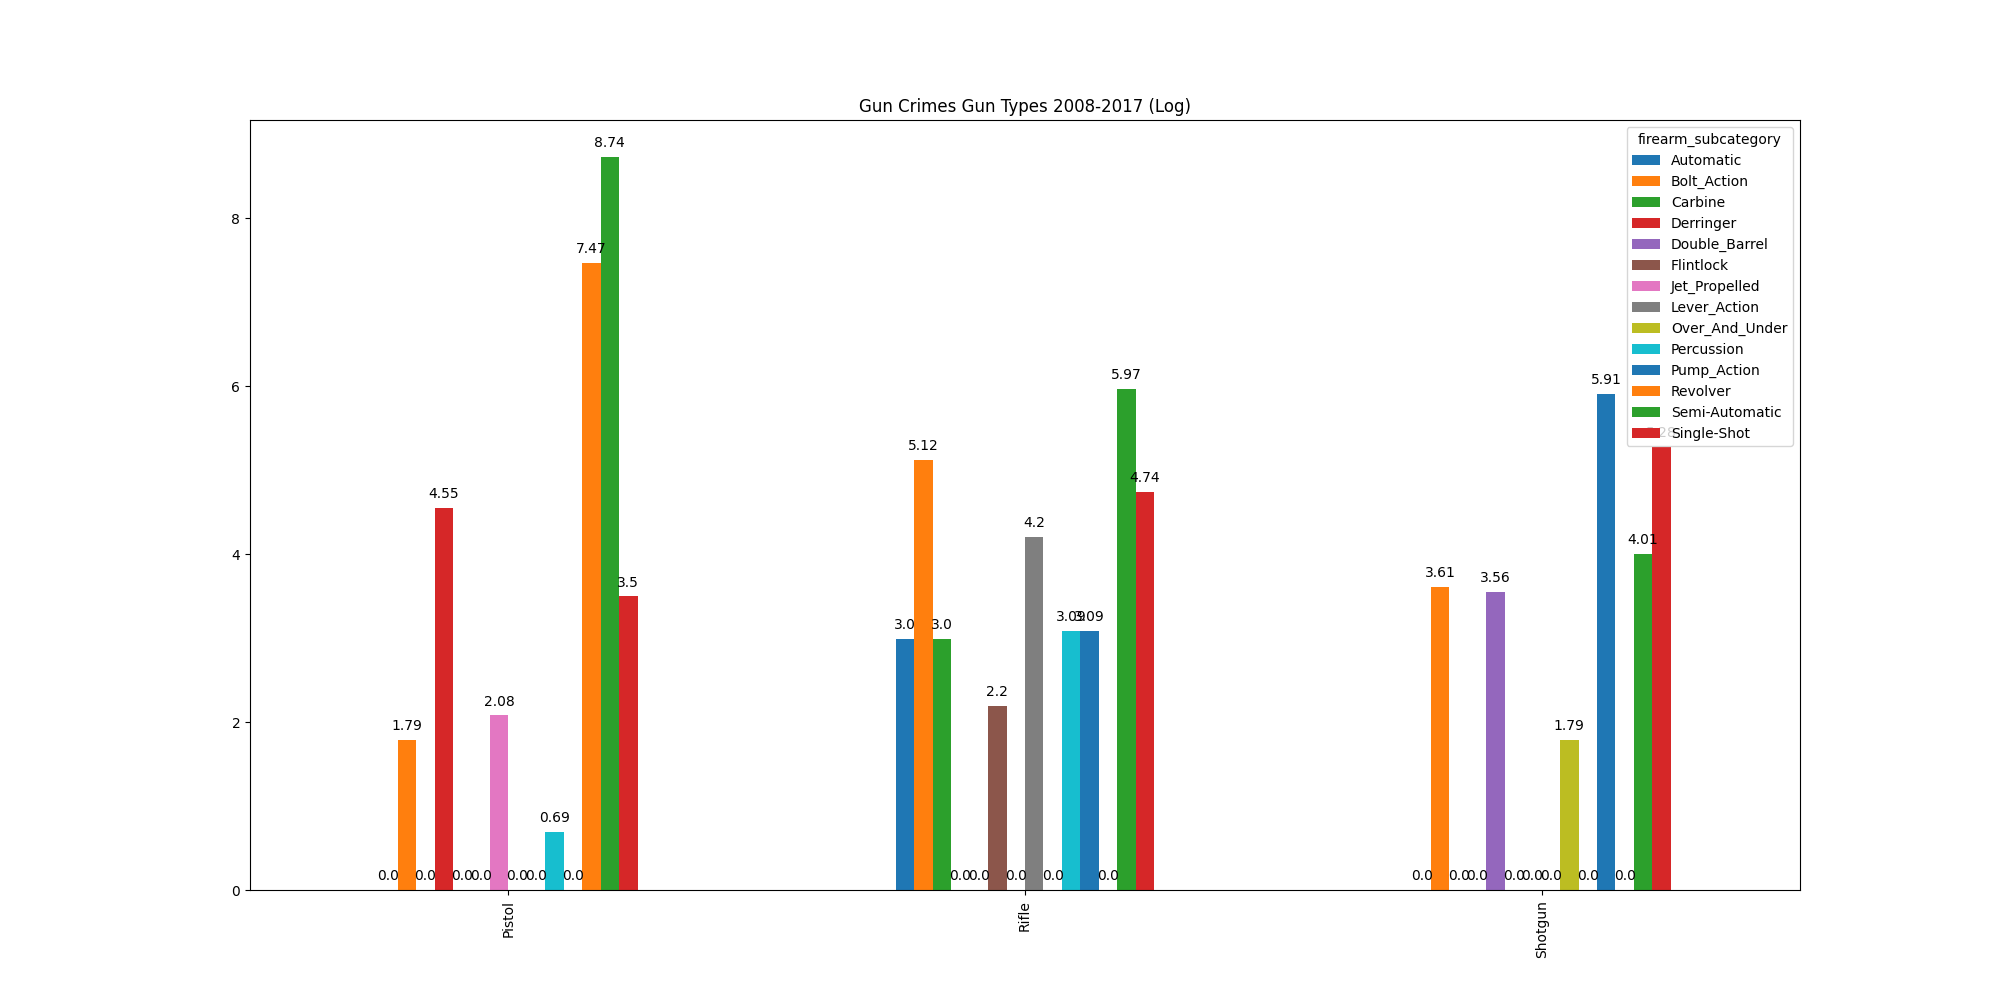 Gun Crimes Gun Types 2008-2017 (Log)
firearm_subcategory
Automatic
Bolt_Action
Carbine
Derringer
Double_Barrel
Flintlock
Jet_Propelled
Lever_Action
Over_And_Under
Percussion
Pump_Action
Revolver
Semi-Automatic
Single-Shot
8
6
4
2
0
0.0 1.79 0.0 4.55 0.0 0.0 2.08 0.0 0.0 0.69 0.0 7.47 8.74 3.5
3.0 5.12 3.0 0.0 0.0 2.2 0.0 4.2 0.0 3.09 3.09 0.0 5.97 4.74
0.0 3.61 0.0 0.0 3.56 0.0 0.0 0.0 1.79 0.0 5.91 0.0 4.01
Pistol
Rifle
Shotgun